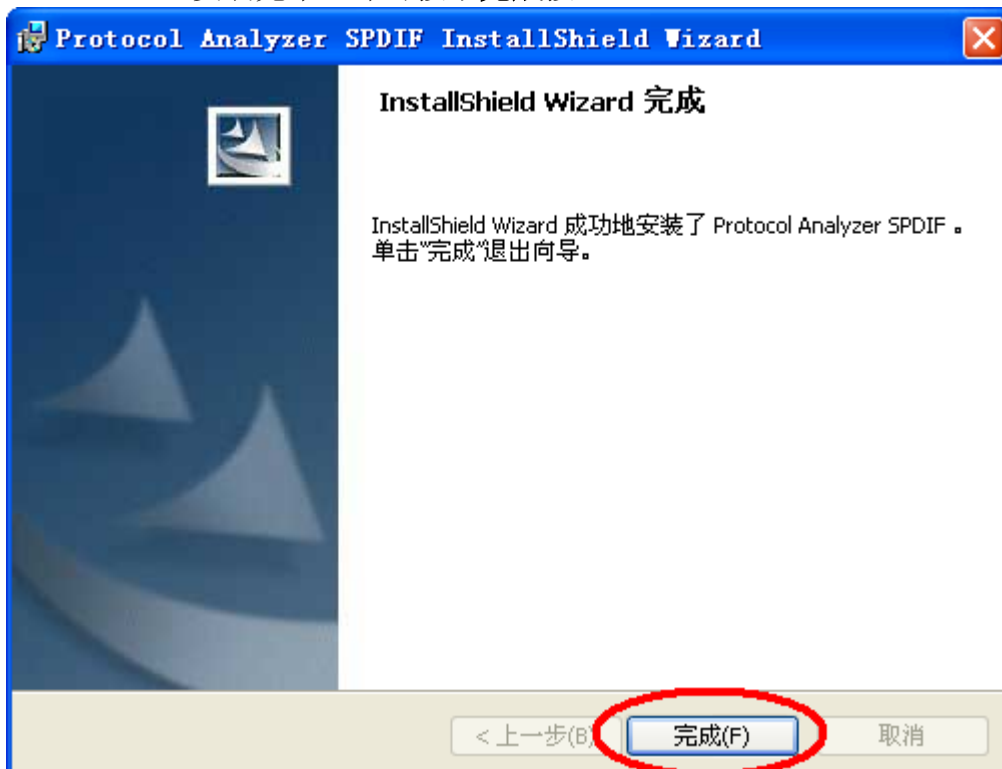 Protocol Analyzer SPDIF InstallShield Wizard
InstallShield Wizard 完成
InstallShield Wizard 成功地安装了 Protocol Analyzer SPDIF 。
单击"完成"退出向导。
< 上一步(B)
完成(F)
取消